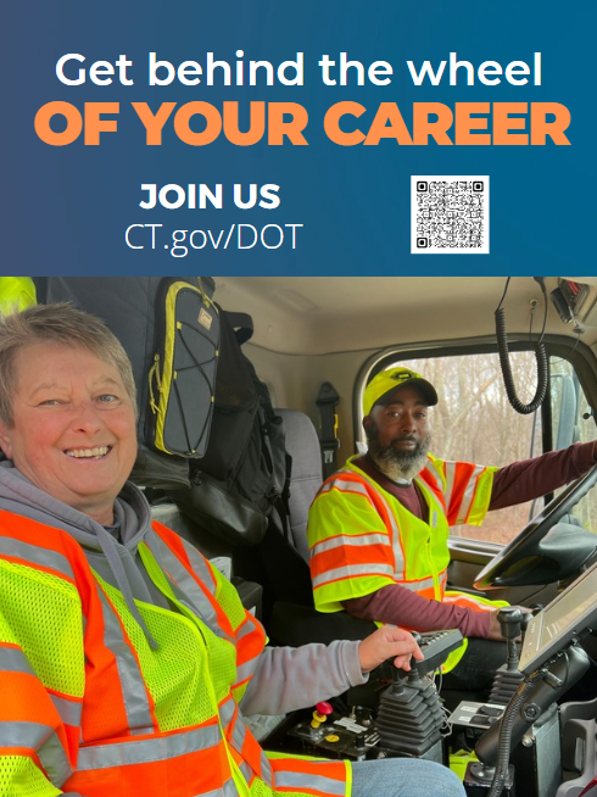 Get behind the wheel
OF YOUR CAREER
JOIN US
CT.gov/DOT